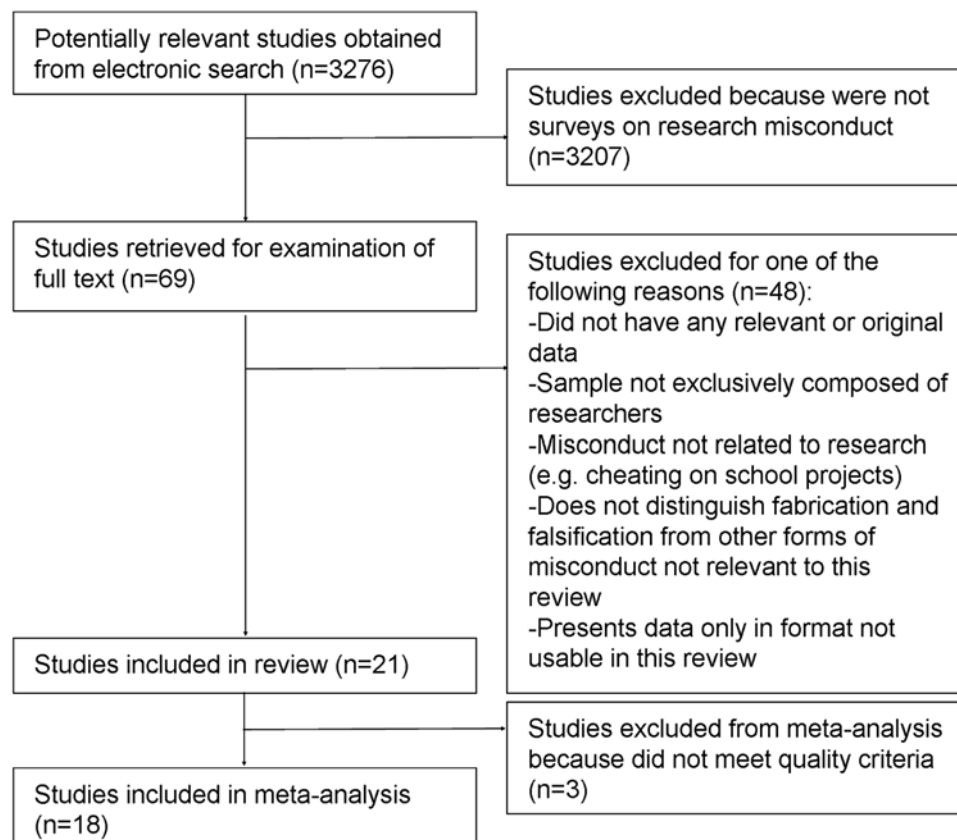 Potentially relevant studies obtained
from electronic search (n=3276)
Studies excluded because were not
surveys on research misconduct
(n=3207)
Studies retrieved for examination of
full text (n=69)
Studies excluded for one of the
following reasons (n=48):
-Did not have any relevant or original
data
-Sample not exclusively composed of
researchers
-Misconduct not related to research
(e.g. cheating on school projects)
-Does not distinguish fabrication and
falsification from other forms of
misconduct not relevant to this
review
-Presents data only in format not
usable in this review
Studies included in review (n=21)
Studies excluded from meta-analysis
because did not meet quality criteria
(n=3)
Studies included in meta-analysis
(n=18)